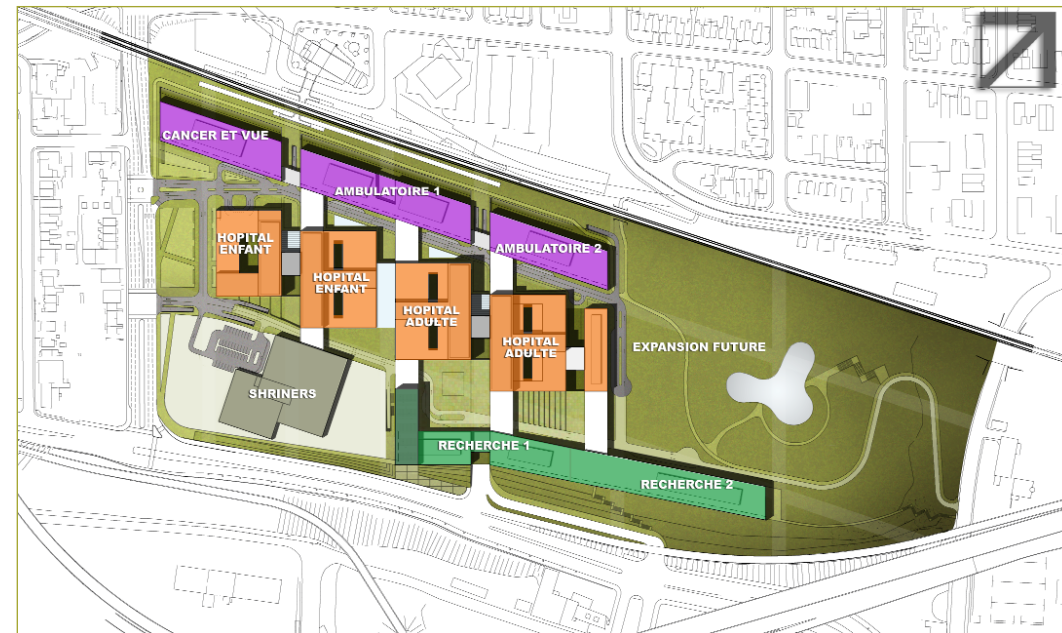 CANCER ET VUE
AMBULATOIRE 1
HOPITAL
ENFANT
AMBULATOIRE 2
HOPITAL
ENFANT
HOPITAL
ADULTE
HOPITAL
ADULTE
EXPANSION FUTURE
SHRINERS
RECHERCHE 1
RECHERCHE 2